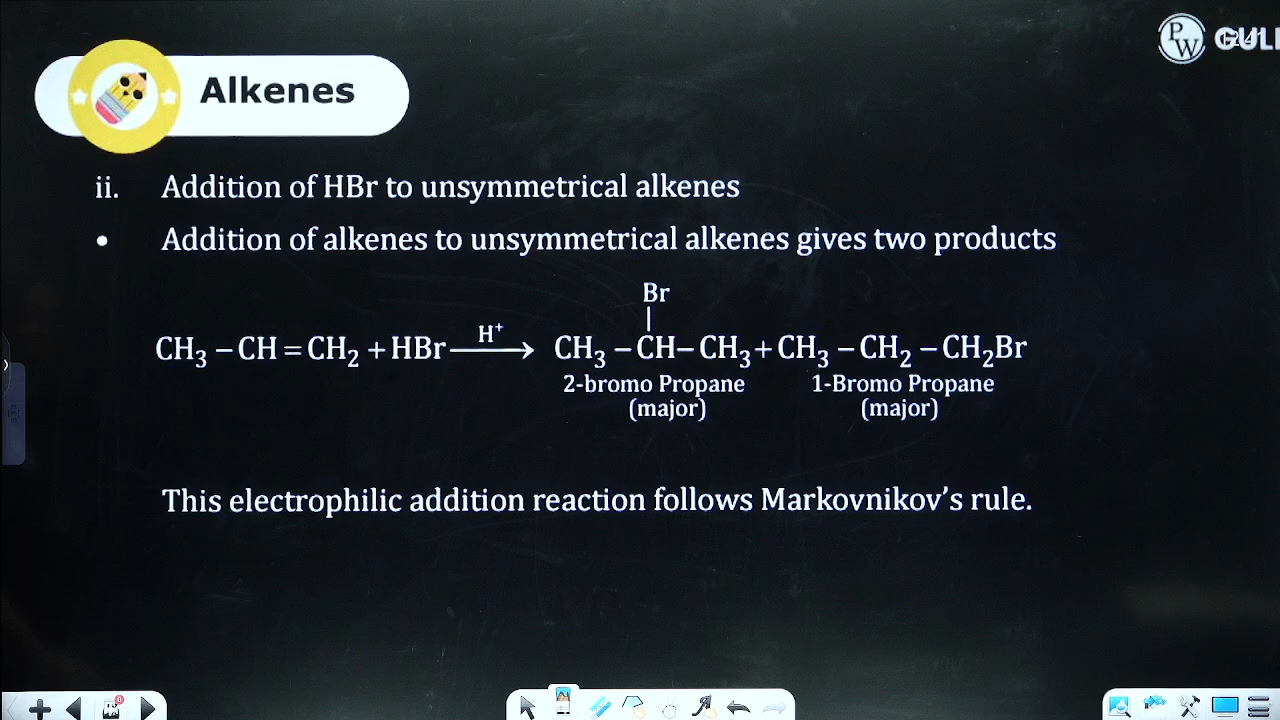 PW
Alkenes
ii. Addition of HBr to unsymmetrical alkenes
• Addition of alkenes to unsymmetrical alkenes gives two products
Br
|
CH₃ – CH = CH₂ + HBr —H⁺→ CH₃ – CH – CH₃ + CH₃ – CH₂ – CH₂Br
2-bromo Propane 1-Bromo Propane
(major) (major)
This electrophilic addition reaction follows Markovnikov’s rule.